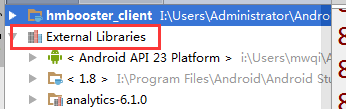 hmbooster_client I:\Users\Administrator\Andro
External Libraries
< Android API 23 Platform > I:\Users\mwqi\
< 1.8 > I:\Program Files\Android\Android Stu
analytics-6.1.0